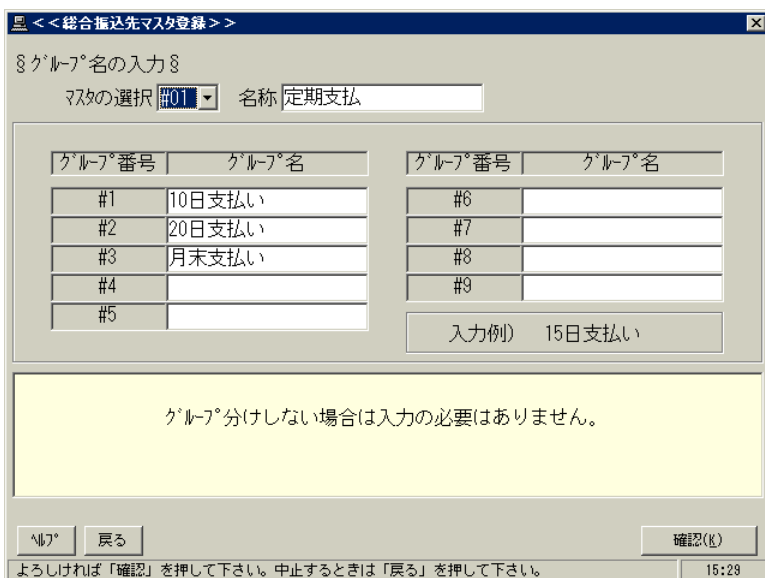 <<総合振込先マスタ登録>>
§ｸﾞﾙｰﾌﾟ名の入力§
ﾏｽﾀの選択 #01 名称 定期支払
ｸﾞﾙｰﾌﾟ番号 ｸﾞﾙｰﾌﾟ名 ｸﾞﾙｰﾌﾟ番号 ｸﾞﾙｰﾌﾟ名
#1 10日支払い #6
#2 20日支払い #7
#3 月末支払い #8
#4 #9
#5
入力例) 15日支払い
ｸﾞﾙｰﾌﾟ分けしない場合は入力の必要はありません。
ﾍﾙﾌﾟ 戻る 確認(K)
よろしければ「確認」を押して下さい。中止するときは「戻る」を押して下さい。 15:29